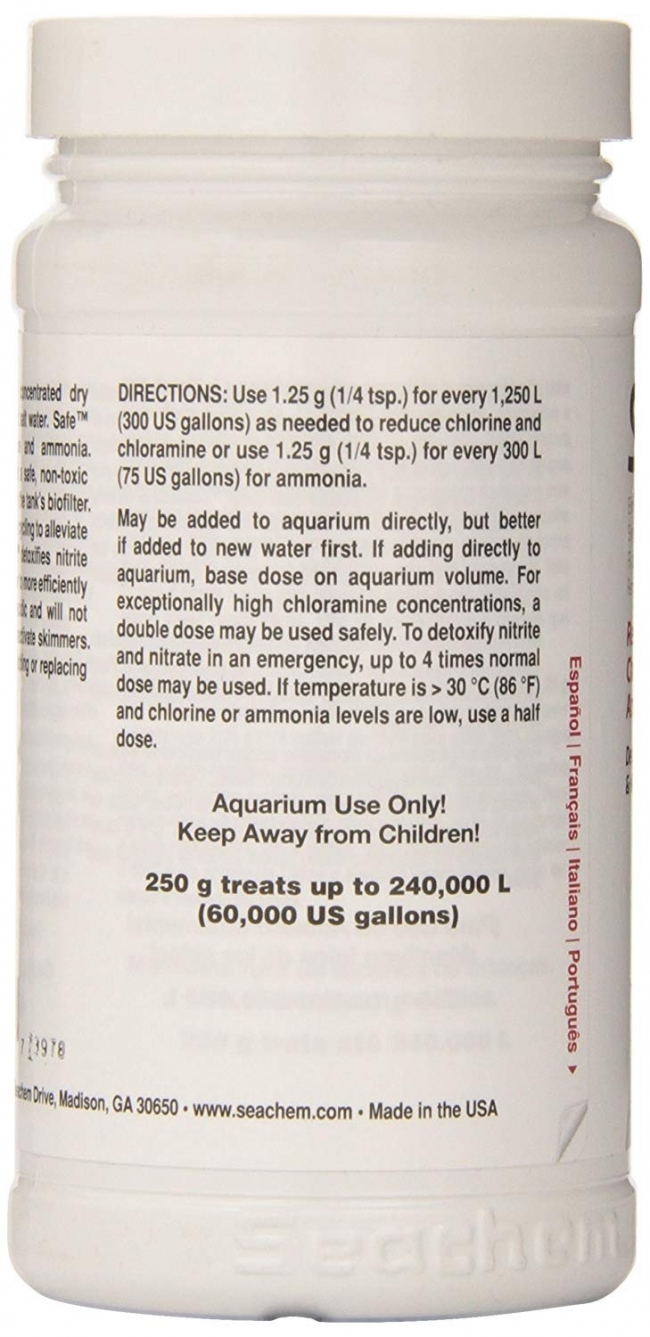 ncentrated dry
lt water. Safe™
and ammonia.
safe, non-toxic
e tank's biofilter.
cling to alleviate
detoxifies nitrite
more efficiently
and will not
skimmers.
or replacing
DIRECTIONS: Use 1.25 g (1/4 tsp.) for every 1,250 L
(300 US gallons) as needed to reduce chlorine and
chloramine or use 1.25 g (1/4 tsp.) for every 300 L
(75 US gallons) for ammonia.
May be added to aquarium directly, but better
if added to new water first. If adding directly to
aquarium, base dose on aquarium volume. For
exceptionally high chloramine concentrations, a
double dose may be used safely. To detoxify nitrite
and nitrate in an emergency, up to 4 times normal
dose may be used. If temperature is > 30 °C (86 °F)
and chlorine or ammonia levels are low, use a half
dose.
Aquarium Use Only!
Keep Away from Children!
250 g treats up to 240,000 L
(60,000 US gallons)
Español | Français | Italiano | Português ►
Drive, Madison, GA 30650 • www.seachem.com • Made in the USA
Seachem